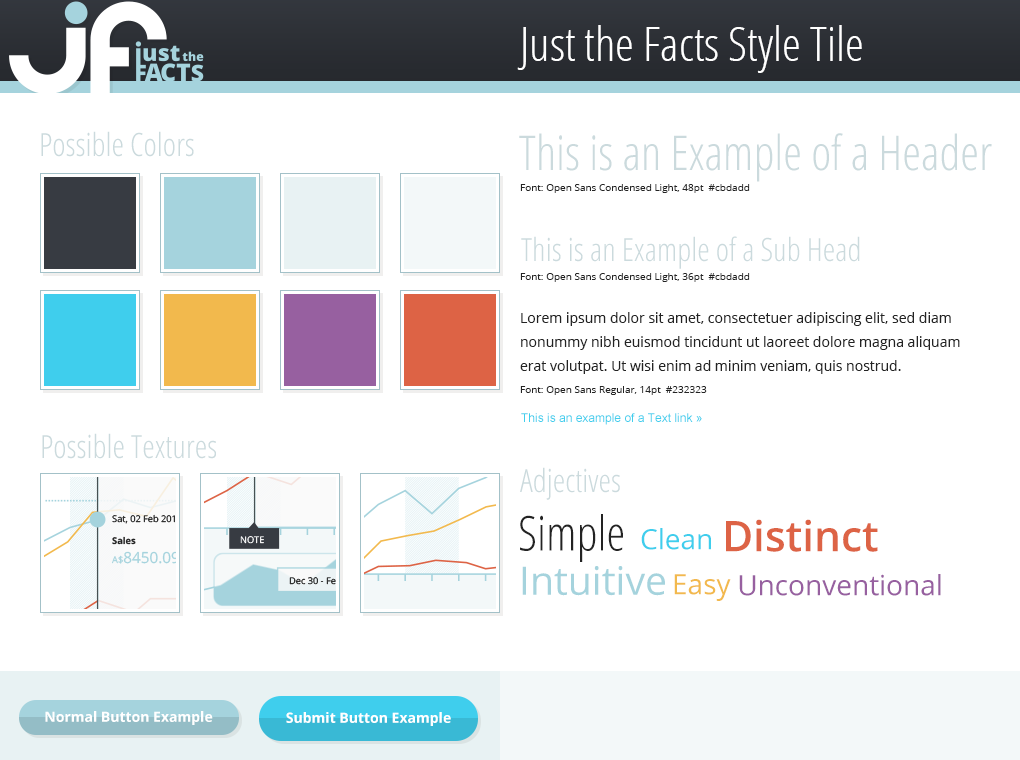 jf just the FACTS
Just the Facts Style Tile
Possible Colors
This is an Example of a Header
Font: Open Sans Condensed Light, 48pt #cbdadd
This is an Example of a Sub Head
Font: Open Sans Condensed Light, 36pt #cbdadd
Lorem ipsum dolor sit amet, consectetuer adipiscing elit, sed diam
nonummy nibh euismod tincidunt ut laoreet dolore magna aliquam
erat volutpat. Ut wisi enim ad minim veniam, quis nostrud.
Font: Open Sans Regular, 14pt #232323
This is an example of a Text link »
Possible Textures
Sat, 02 Feb 201
Sales
A$8450.09
NOTE
Dec 30 - Fe
Adjectives
Simple Clean Distinct
Intuitive Easy Unconventional
Normal Button Example
Submit Button Example